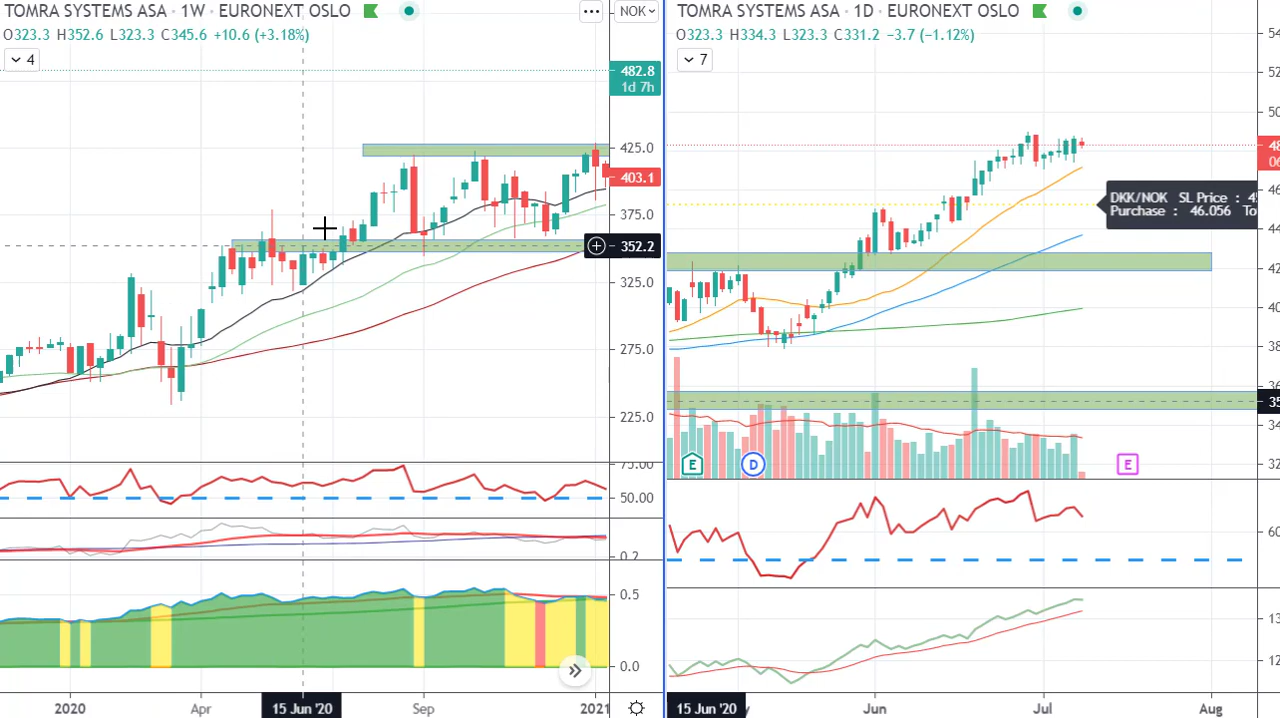 TOMRA SYSTEMS ASA · 1W · EURONEXT OSLO
O323.3 H352.6 L323.3 C345.6 +10.6 (+3.18%)
4
NOK
482.8
1d 7h
425.0
403.1
375.0
352.2
325.0
275.0
225.0
75.00
50.00
0.2
0.5
0.0
2020
Apr
15 Jun '20
Sep
2021
TOMRA SYSTEMS ASA · 1D · EURONEXT OSLO
O323.3 H334.3 L323.3 C331.2 −3.7 (−1.12%)
7
DKK/NOK SL Price :
Purchase : 46.056
E
D
E
15 Jun '20
Jun
Jul
Aug